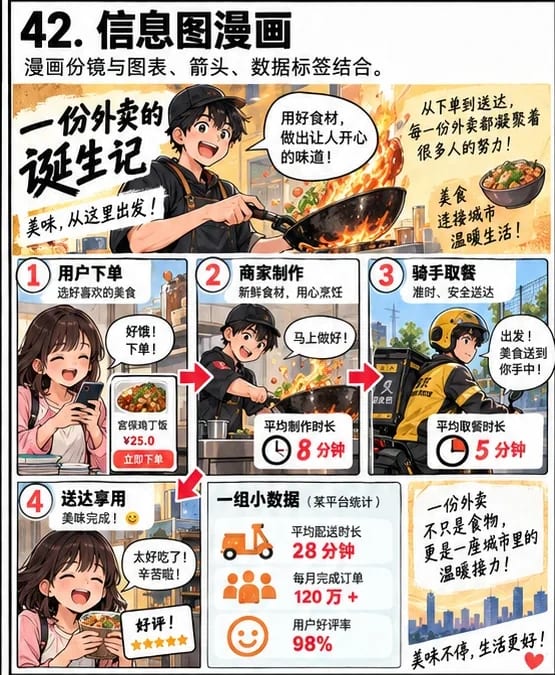 42. 信息图漫画
漫画份镜与图表、箭头、数据标签结合。
一份外卖的
诞生记
美味，从这里出发！
用好食材，
做出让人开心
的味道！
从下单到送达，
每一份外卖都凝聚着
很多人的努力！
美食
连接城市
温暖生活！
1 用户下单
选好喜欢的美食
好饿！
下单！
宫保鸡丁饭
¥25.0
立即下单
2 商家制作
新鲜食材，用心烹饪
马上做好！
平均制作时长
8 分钟
3 骑手取餐
准时、安全送达
出发！
美食送到
你手中！
平均取餐时长
5 分钟
4 送达享用
美味完成！
太好吃了！
辛苦啦！
好评！
一组小数据（某平台统计）
平均配送时长
28 分钟
每月完成订单
120 万 +
用户好评率
98%
一份外卖
不只是食物，
更是一座城市里的
温暖接力！
美味不停，生活更好！